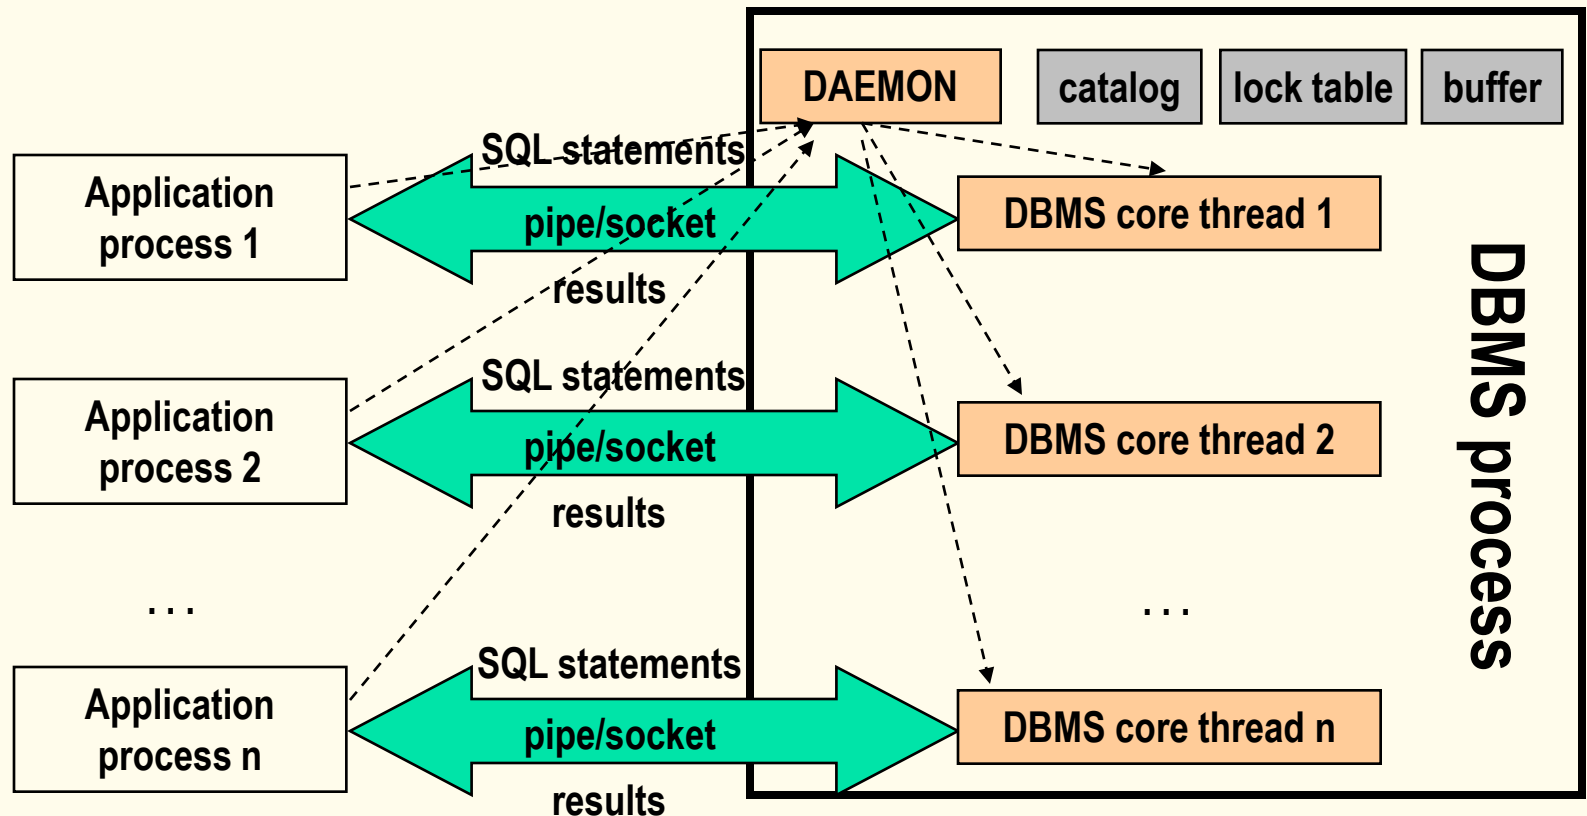 DAEMON
catalog
lock table
buffer
SQL statements
Application
process 1
pipe/socket
DBMS core thread 1
results
DBMS process
SQL statements
Application
process 2
pipe/socket
DBMS core thread 2
results
...
...
SQL statements
Application
process n
pipe/socket
DBMS core thread n
results